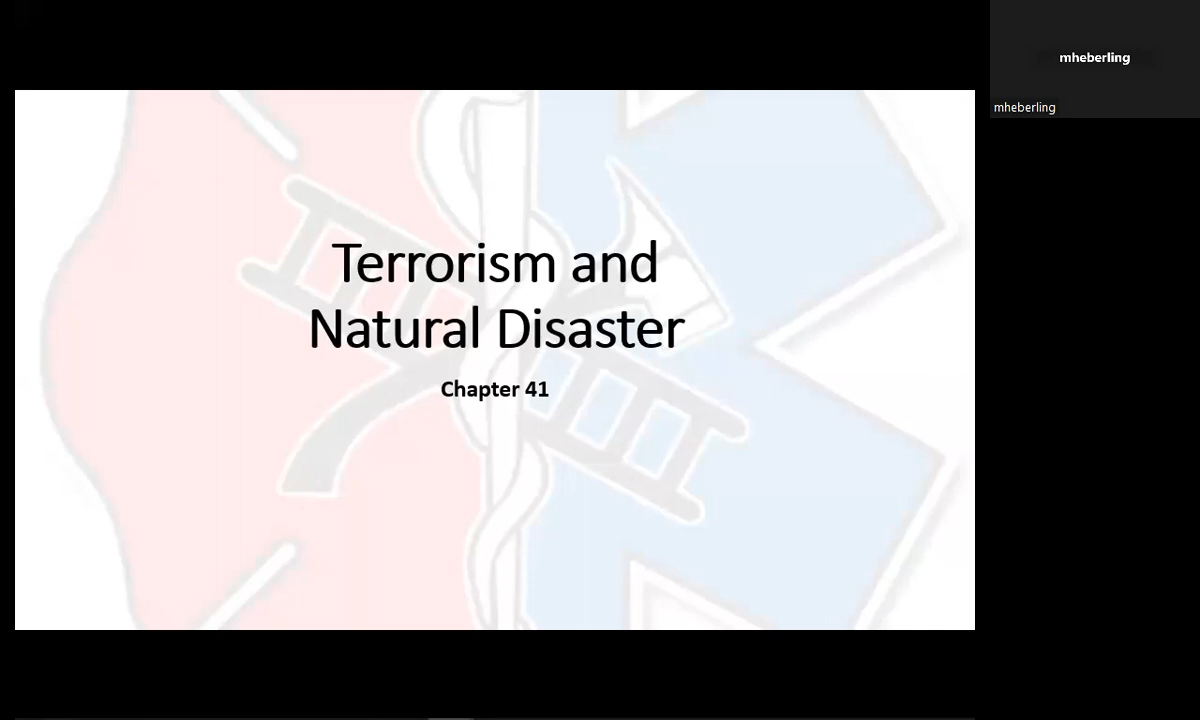 mheberling
mheberling
Terrorism and
Natural Disaster
Chapter 41